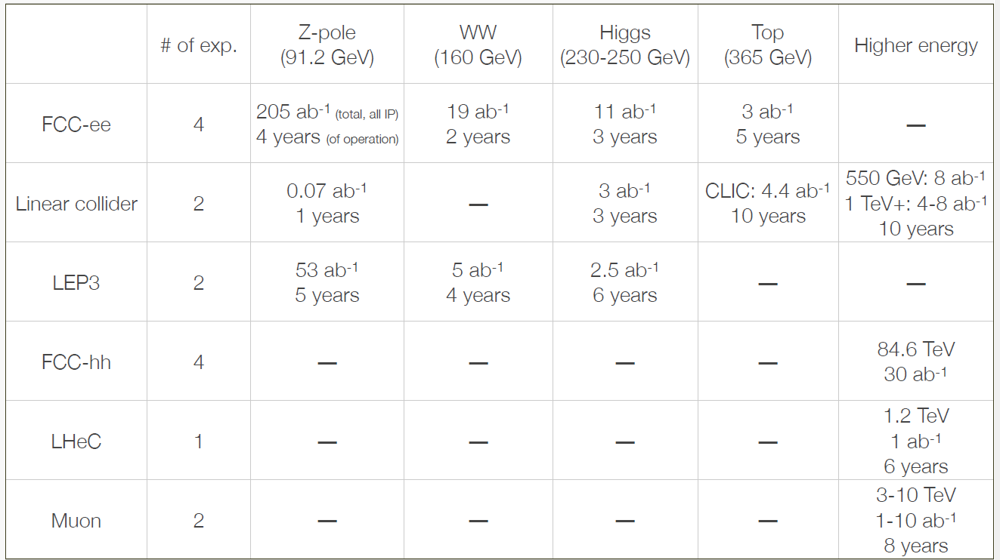 # of exp.
Z-pole
(91.2 GeV)
WW
(160 GeV)
Higgs
(230-250 GeV)
Top
(365 GeV)
Higher energy
FCC-ee
4
205 ab-1 (total, all IP)
4 years (of operation)
19 ab-1
2 years
11 ab-1
3 years
3 ab-1
5 years
—
Linear collider
2
0.07 ab-1
1 years
—
3 ab-1
3 years
CLIC: 4.4 ab-1
10 years
550 GeV: 8 ab-1
1 TeV+: 4-8 ab-1
10 years
LEP3
2
53 ab-1
5 years
5 ab-1
4 years
2.5 ab-1
6 years
—
—
FCC-hh
4
—
—
—
—
84.6 TeV
30 ab-1
LHeC
1
—
—
—
—
1.2 TeV
1 ab-1
6 years
Muon
2
—
—
—
—
3-10 TeV
1-10 ab-1
8 years